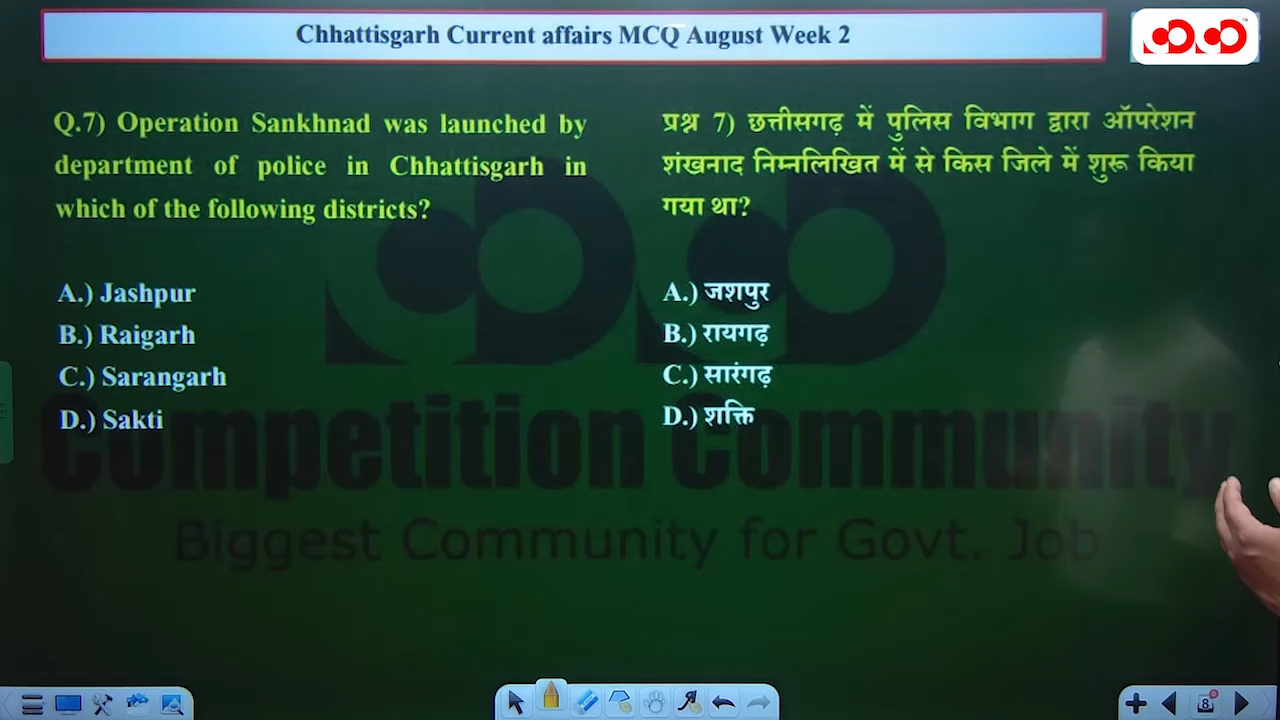 Chhattisgarh Current affairs MCQ August Week 2
Q.7) Operation Sankhnad was launched by
department of police in Chhattisgarh in
which of the following districts?
A.) Jashpur
B.) Raigarh
C.) Sarangarh
D.) Sakti
प्रश्न 7) छत्तीसगढ़ में पुलिस विभाग द्वारा ऑपरेशन
शंखनाद निम्नलिखित में से किस जिले में शुरू किया
गया था?
A.) जशपुर
B.) रायगढ़
C.) सारंगढ़
D.) शक्ति
Competition Community
Biggest Community for Govt. Job
8